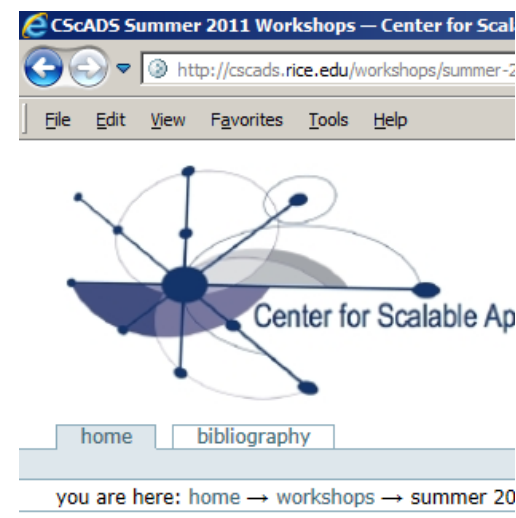 CScADS Summer 2011 Workshops — Center for Scal
http://cscads.rice.edu/workshops/summer-2
File Edit View Favorites Tools Help
Center for Scalable Ap
home bibliography
you are here: home → workshops → summer 20